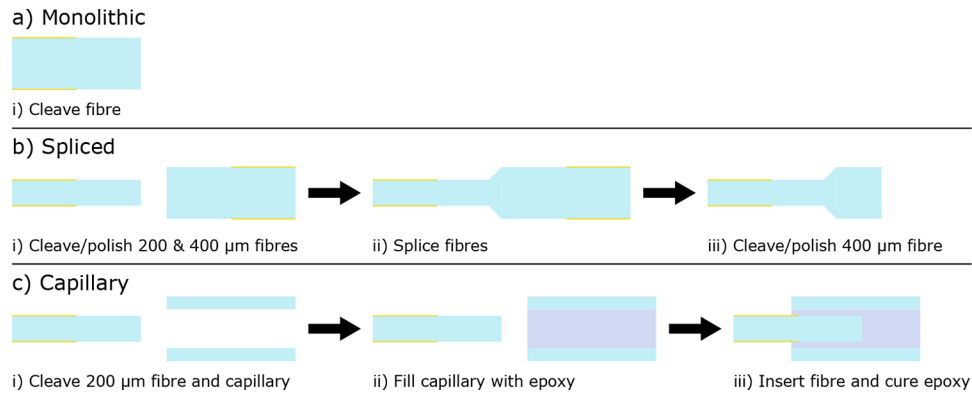 a) Monolithic
i) Cleave fibre
b) Spliced
i) Cleave/polish 200 & 400 μm fibres
ii) Splice fibres
iii) Cleave/polish 400 μm fibre
c) Capillary
i) Cleave 200 μm fibre and capillary
ii) Fill capillary with epoxy
iii) Insert fibre and cure epoxy